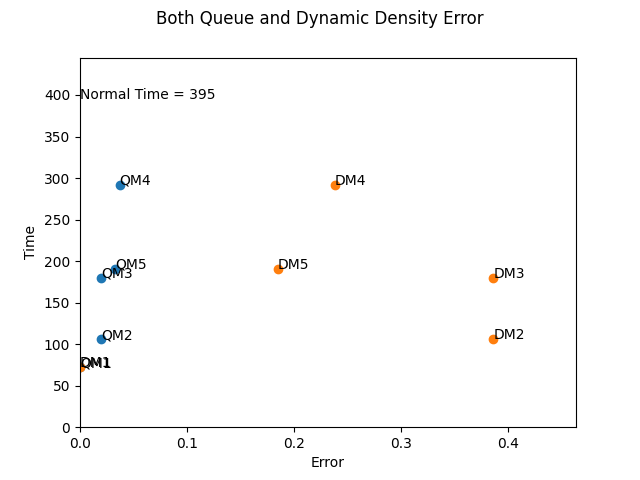 Both Queue and Dynamic Density Error
400
Normal Time = 395
350
300
QM4
DM4
250
200
QM5
DM5
QM3
DM3
150
QM2
DM2
100
DM1
QM1
50
0
Time
0.0
0.1
0.2
0.3
0.4
Error